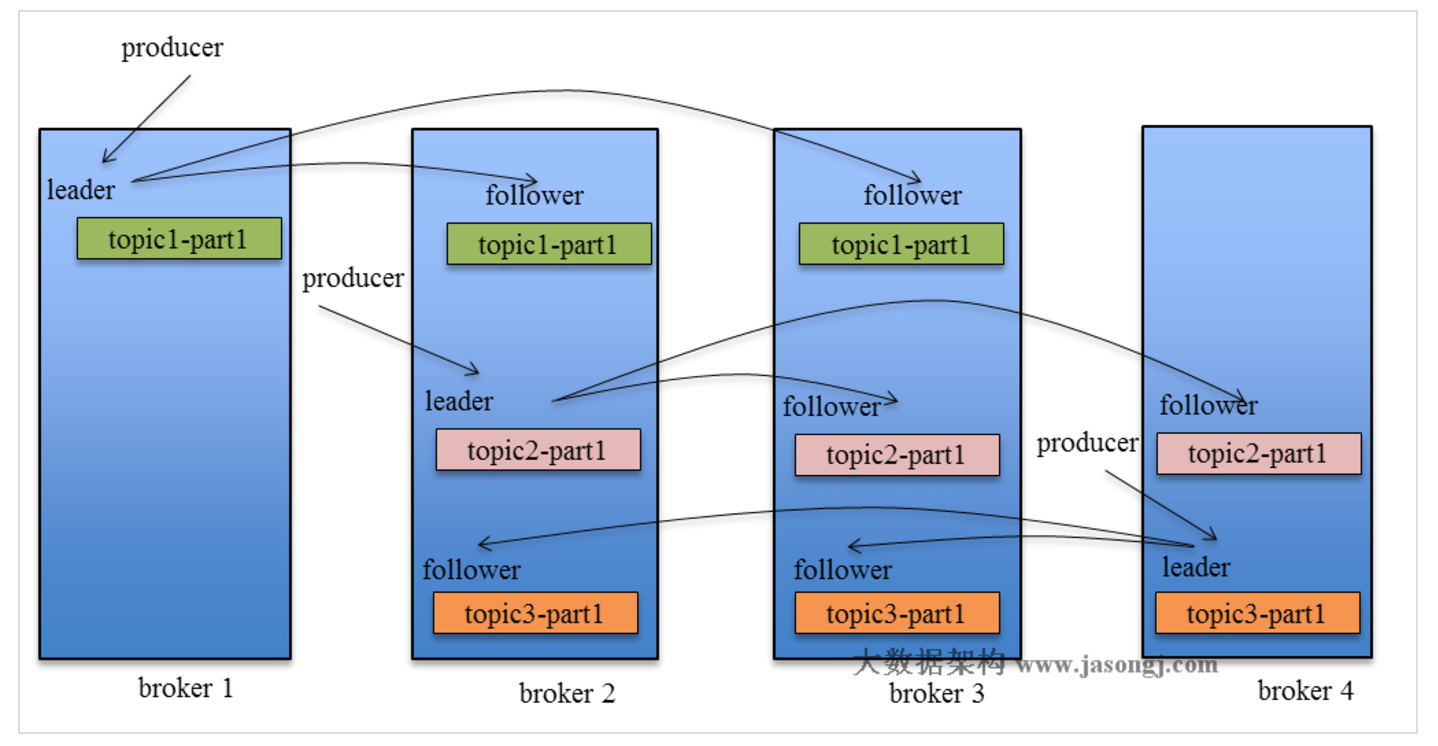 producer
leader
follower
follower
topic1-part1
topic1-part1
topic1-part1
producer
leader
follower
follower
topic2-part1
topic2-part1
topic2-part1
producer
follower
follower
leader
topic3-part1
topic3-part1
topic3-part1
大数据架构 www.jasongj.com
broker 1
broker 2
broker 3
broker 4